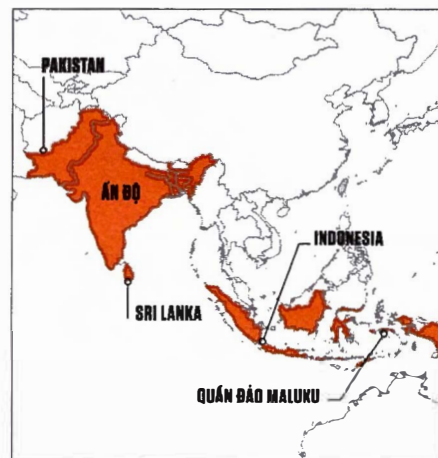 PAKISTAN
ẤN ĐỘ
INDONESIA
SRI LANKA
QUẦN ĐẢO MALUKU